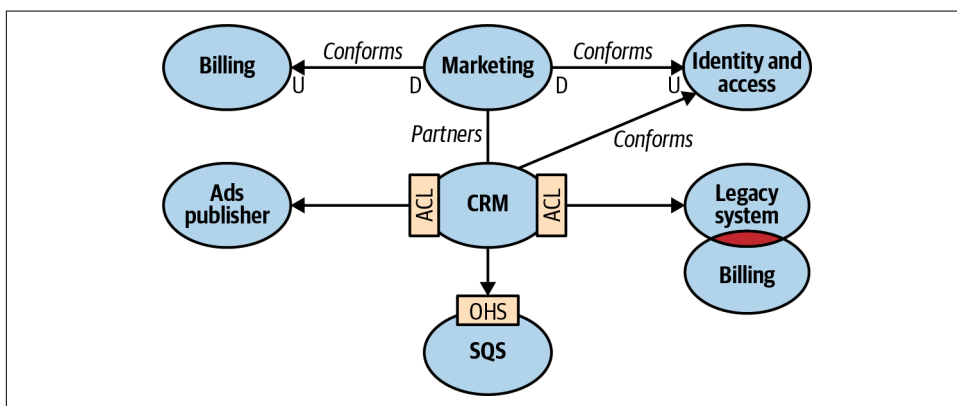 Conforms
Conforms
Billing
Marketing
Identity and
access
U
D
D
U
Partners
Conforms
Ads
publisher
ACL
CRM
ACL
Legacy
system
Billing
OHS
SQS